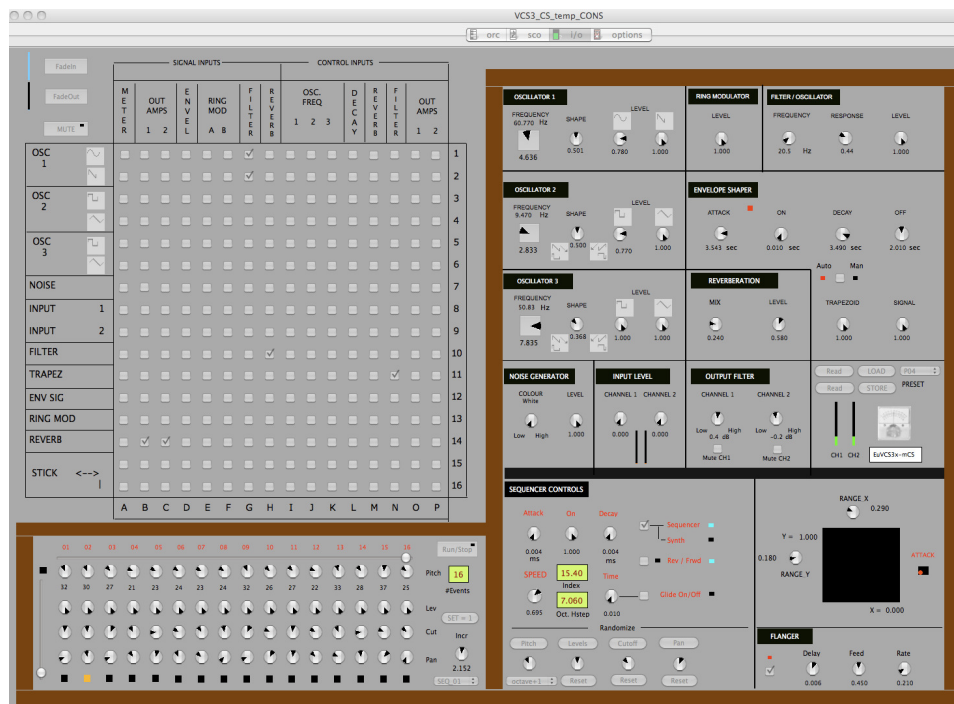 VCS3_CS_temp_CONS
orc sco i/o options
FadeIn
FadeOut
MUTE
SIGNAL INPUTS
CONTROL INPUTS
METER
OUT AMPS
1 2
ENVEL
RING MOD
A B
FILTER
REVERB
OSC. FREQ
1 2 3
DECAY
REVERB
FILTER
OUT AMPS
1 2
OSC 1
1
2
OSC 2
3
4
OSC 3
5
6
NOISE
7
INPUT 1
8
INPUT 2
9
FILTER
10
TRAPEZ
11
ENV SIG
12
RING MOD
13
REVERB
14
STICK <-->
|
15
16
A B C D E F G H I J K L M N O P
OSCILLATOR 1
FREQUENCY
60.770 Hz
SHAPE
LEVEL
4.636
0.501
0.780
1.000
RING MODULATOR
LEVEL
1.000
FILTER / OSCILLATOR
FREQUENCY RESPONSE LEVEL
20.5 Hz 0.44 1.000
OSCILLATOR 2
FREQUENCY
9.470 Hz
SHAPE
LEVEL
2.833
0.500
0.770
1.000
ENVELOPE SHAPER
ATTACK ON DECAY OFF
3.543 sec 0.010 sec 3.490 sec 2.010 sec
Auto Man
OSCILLATOR 3
FREQUENCY
50.83 Hz
SHAPE
LEVEL
7.835
0.368
1.000
1.000
REVERBERATION
MIX LEVEL
0.240 0.580
TRAPEZOID SIGNAL
1.000 1.000
NOISE GENERATOR
COLOUR
White
LEVEL
Low High
1.000
INPUT LEVEL
CHANNEL 1 CHANNEL 2
0.000 0.000
OUTPUT FILTER
CHANNEL 1 CHANNEL 2
Low High
0.4 dB
Low High
-0.2 dB
Mute CH1 Mute CH2
Read LOAD P04
Read STORE PRESET
CH1 CH2
EuVCS3x-mCS
01 02 03 04 05 06 07 08 09 10 11 12 13 14 15 16
Run/Stop
Pitch 16
32 30 27 21 23 24 27 21 24 32 22 33 28 37 25
#Events
Lev
SET = 1
Cut
Incr
Pan
2.152
SEQ_01
SEQUENCER CONTROLS
Attack On Decay
0.004 ms
1.000
0.004 ms
Sequencer
Synth
Rev / Frwd
SPEED
15.40
Index
Time
7.060
Oct. Hstep
0.695
0.010
Glide On/Off
Randomize
Pitch Levels Cutoff Pan
octave+1 Reset Reset Reset
RANGE X
0.290
Y = 1.000
0.180
RANGE Y
ATTACK
X = 0.000
FLANGER
Delay Feed Rate
0.006 0.450 0.210